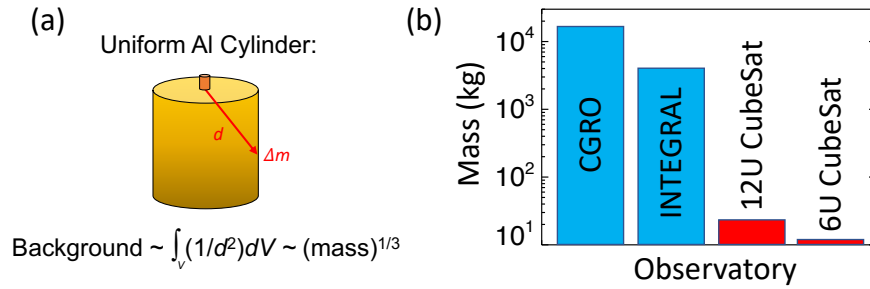 (a)
Uniform Al Cylinder:
d
Δm
Background ~ ∫ᵥ(1/d²)dV ~ (mass)¹/³
(b)
Mass (kg)
10⁴
10³
10²
10¹
CGRO
INTEGRAL
12U CubeSat
6U CubeSat
Observatory